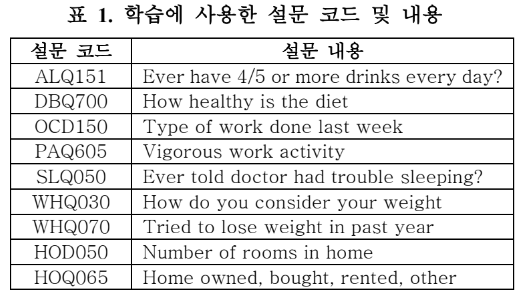 표 1. 학습에 사용한 설문 코드 및 내용
설문 코드 설문 내용
ALQ151 Ever have 4/5 or more drinks every day?
DBQ700 How healthy is the diet
OCD150 Type of work done last week
PAQ605 Vigorous work activity
SLQ050 Ever told doctor had trouble sleeping?
WHQ030 How do you consider your weight
WHQ070 Tried to lose weight in past year
HOD050 Number of rooms in home
HOQ065 Home owned, bought, rented, other